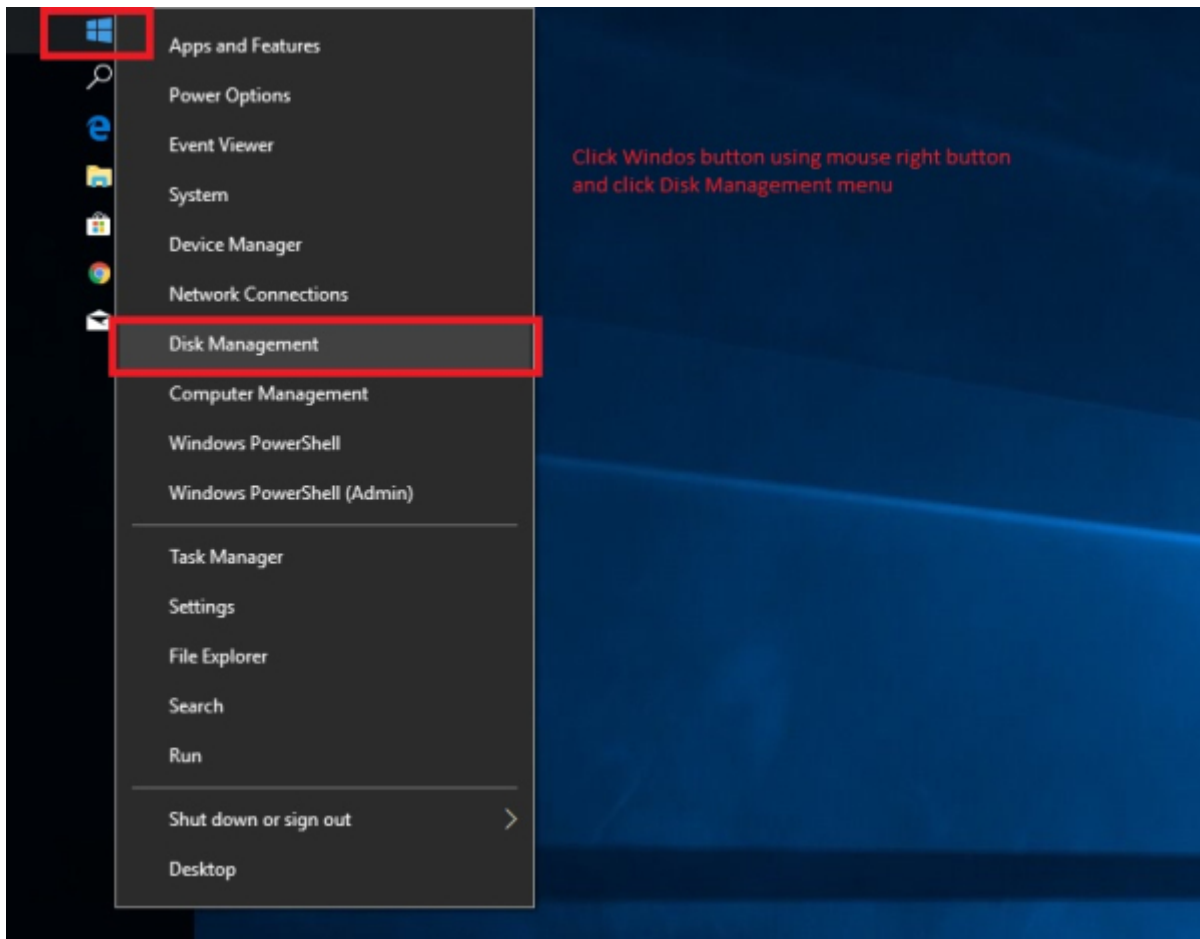 Apps and Features
Power Options
Event Viewer
Click Windos button using mouse right button
and click Disk Management menu
System
Device Manager
Network Connections
Disk Management
Computer Management
Windows PowerShell
Windows PowerShell (Admin)
Task Manager
Settings
File Explorer
Search
Run
Shut down or sign out
Desktop